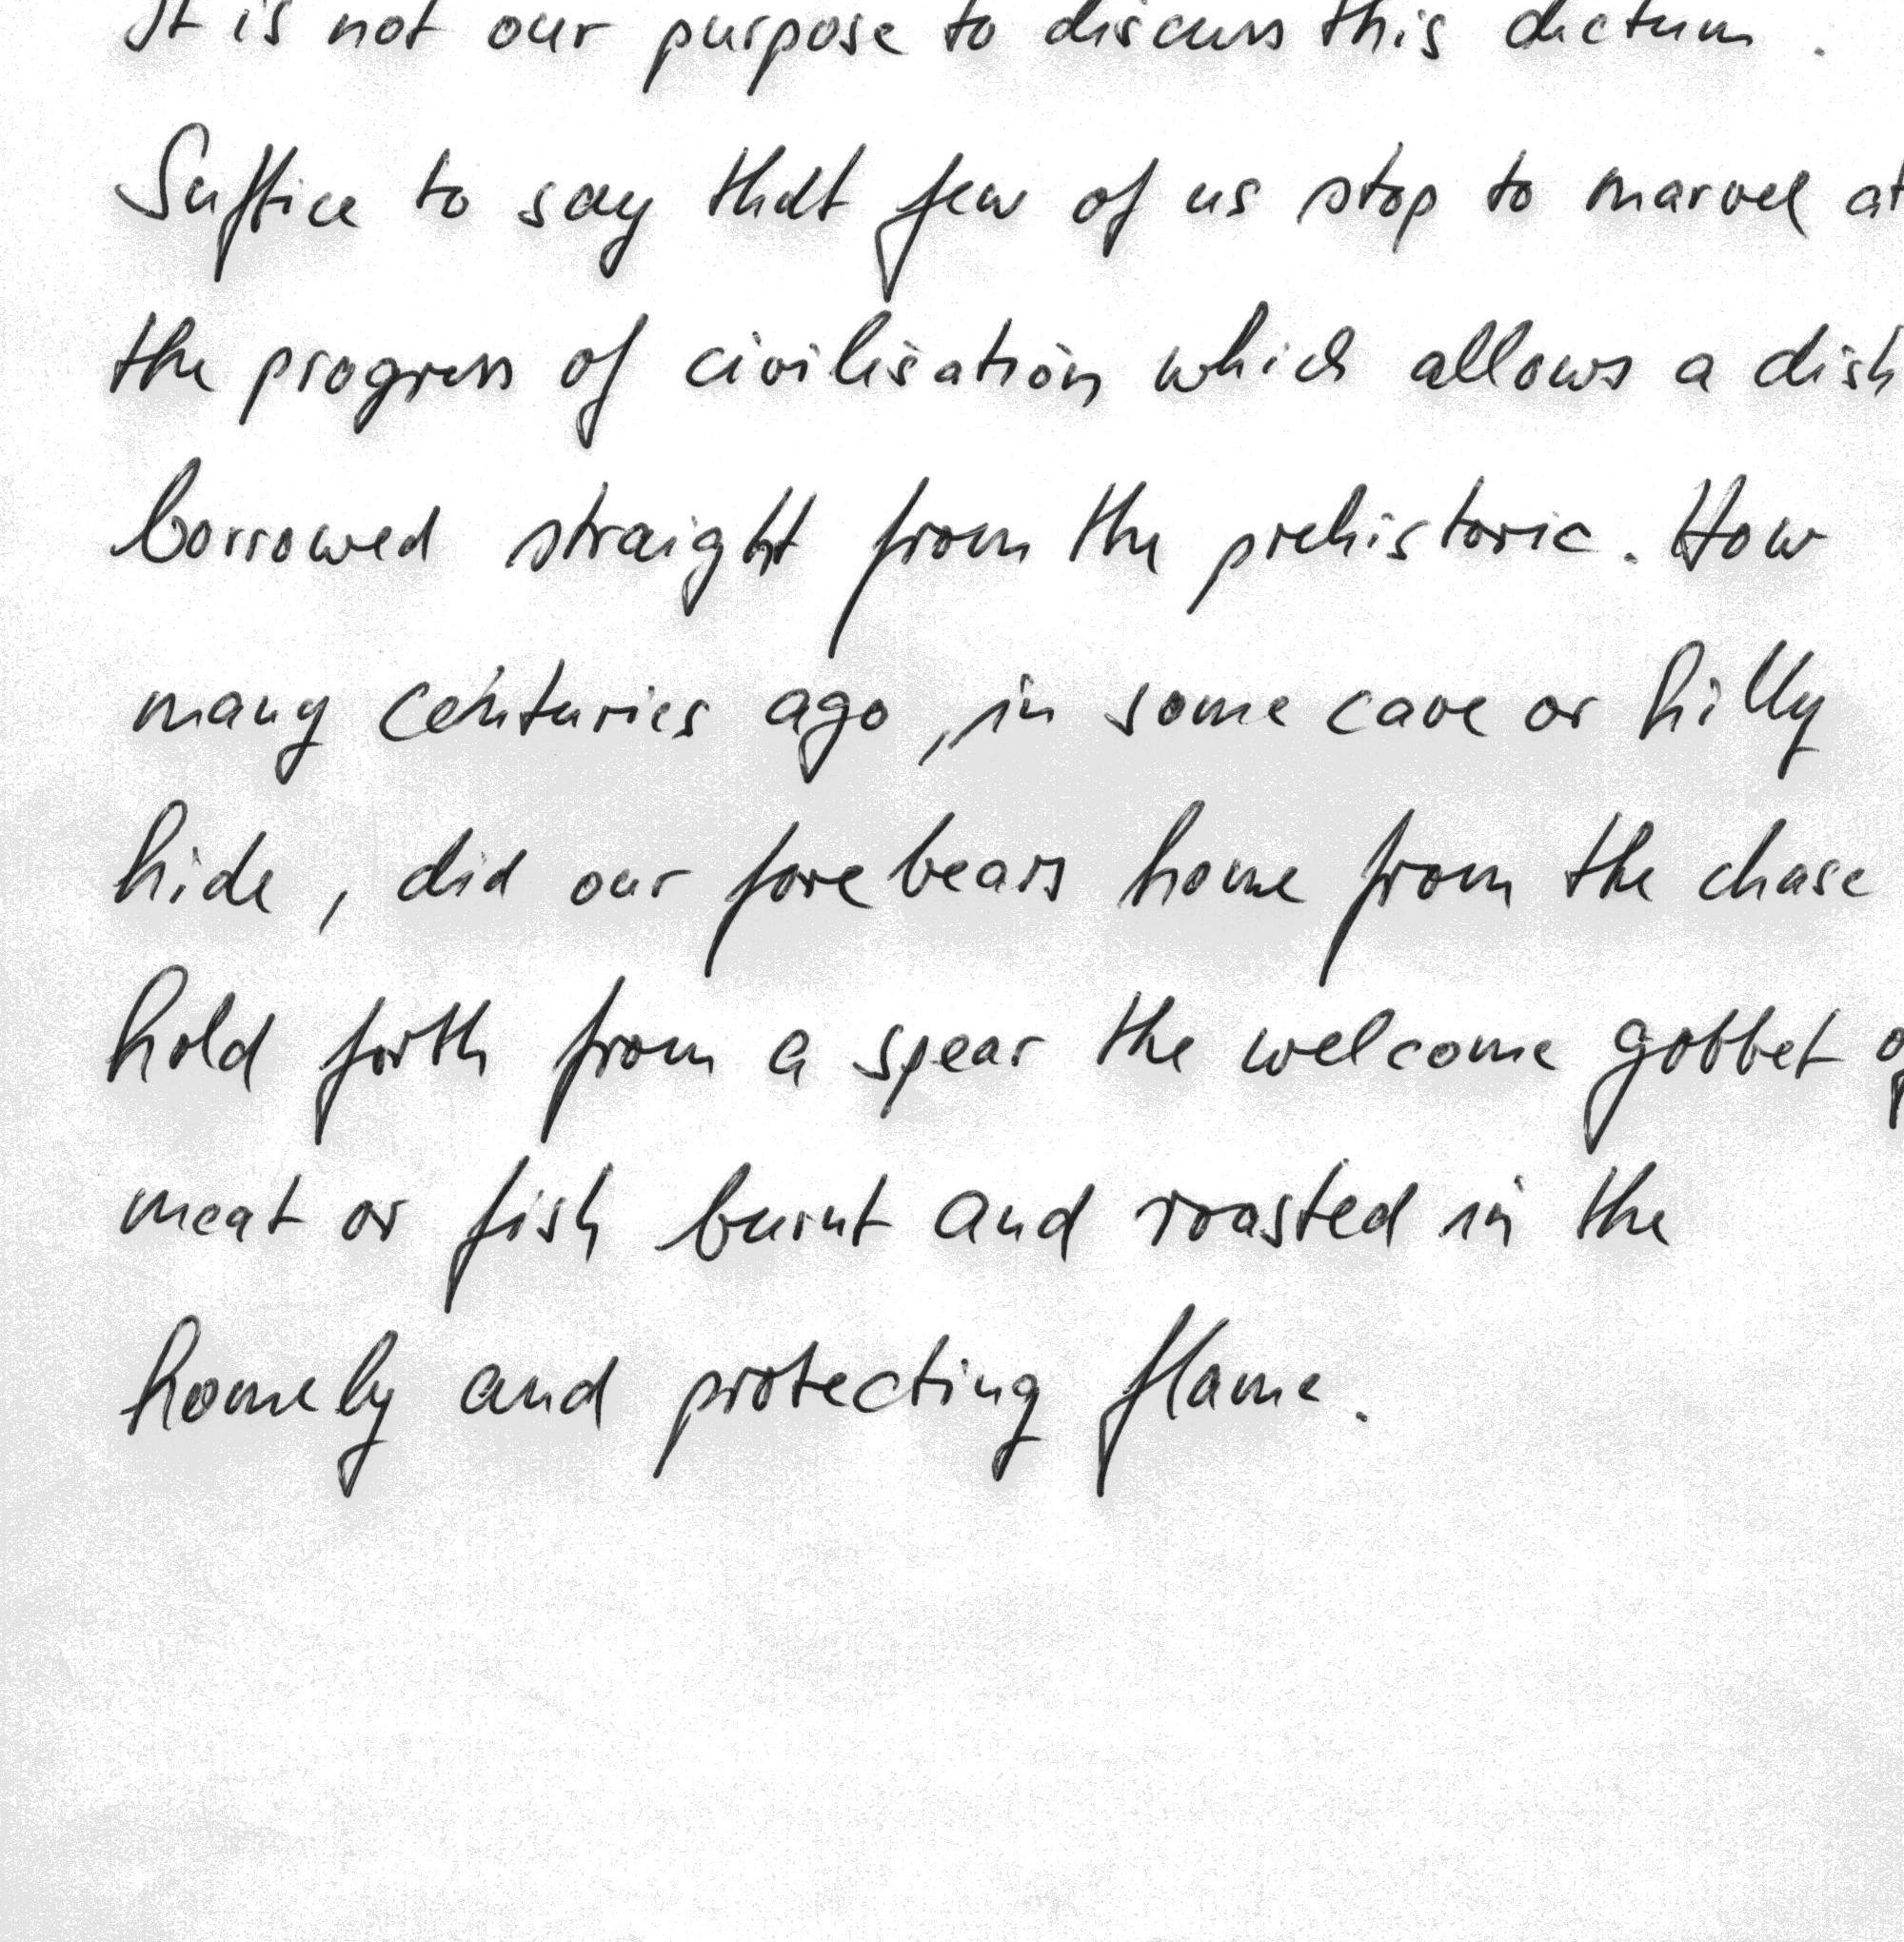 It is not our purpose to discuss this dictum .
Suffice to say that few of us stop to marvel at
the progress of civilisation which allows a dish
borrowed straight from the prehistoric. How
many centuries ago , in some cave or hilly
hide , did our forebears home from the chase
hold forth from a spear the welcome gobbet of
meat or fish burnt and roasted in the
homely and protecting flame .